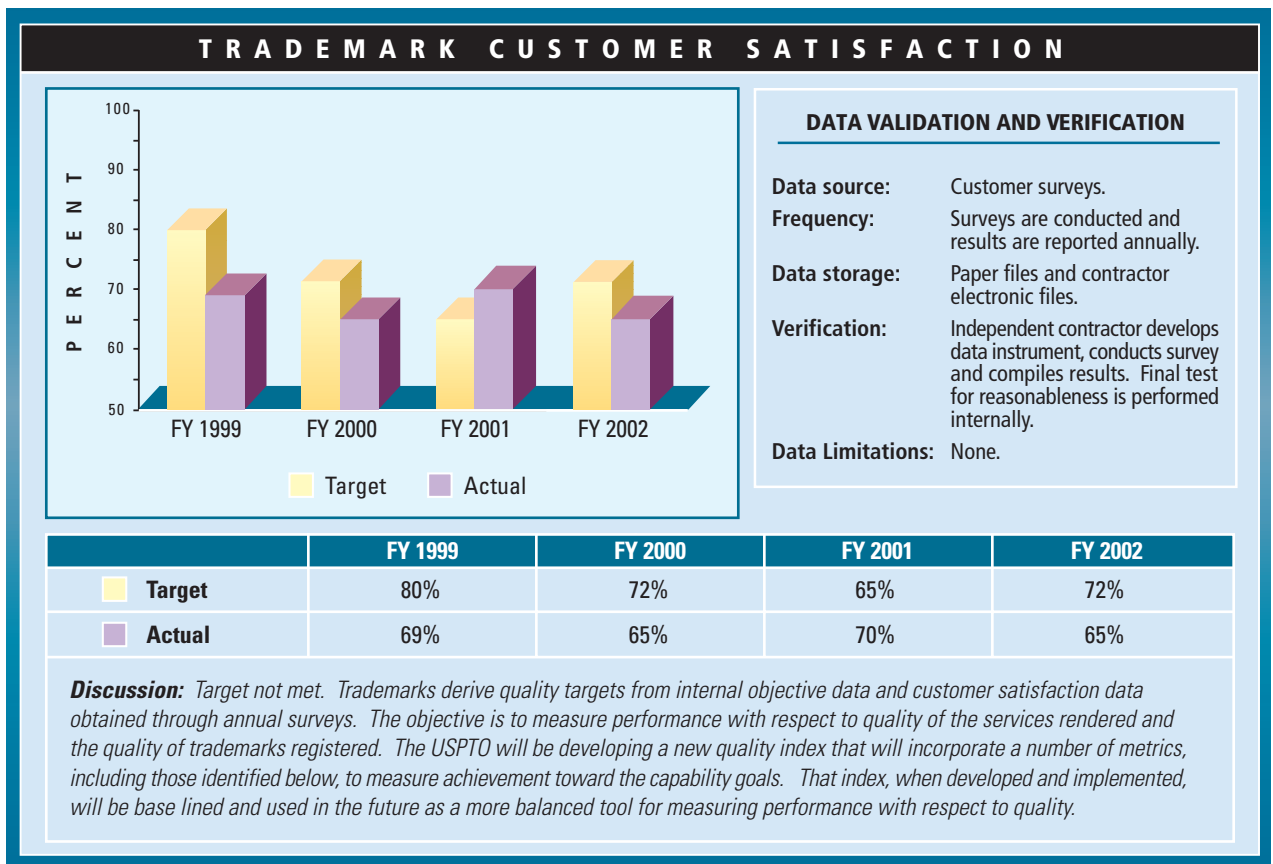 TRADEMARK CUSTOMER SATISFACTION
PERCENT
100
90
80
70
60
50
FY 1999 FY 2000 FY 2001 FY 2002
Target Actual
DATA VALIDATION AND VERIFICATION
Data source: Customer surveys.
Frequency: Surveys are conducted and
results are reported annually.
Data storage: Paper files and contractor
electronic files.
Verification: Independent contractor develops
data instrument, conducts survey
and compiles results. Final test
for reasonableness is performed
internally.
Data Limitations: None.
FY 1999 FY 2000 FY 2001 FY 2002
Target 80% 72% 65% 72%
Actual 69% 65% 70% 65%
Discussion: Target not met. Trademarks derive quality targets from internal objective data and customer satisfaction data
obtained through annual surveys. The objective is to measure performance with respect to quality of the services rendered and
the quality of trademarks registered. The USPTO will be developing a new quality index that will incorporate a number of metrics,
including those identified below, to measure achievement toward the capability goals. That index, when developed and implemented,
will be base lined and used in the future as a more balanced tool for measuring performance with respect to quality.